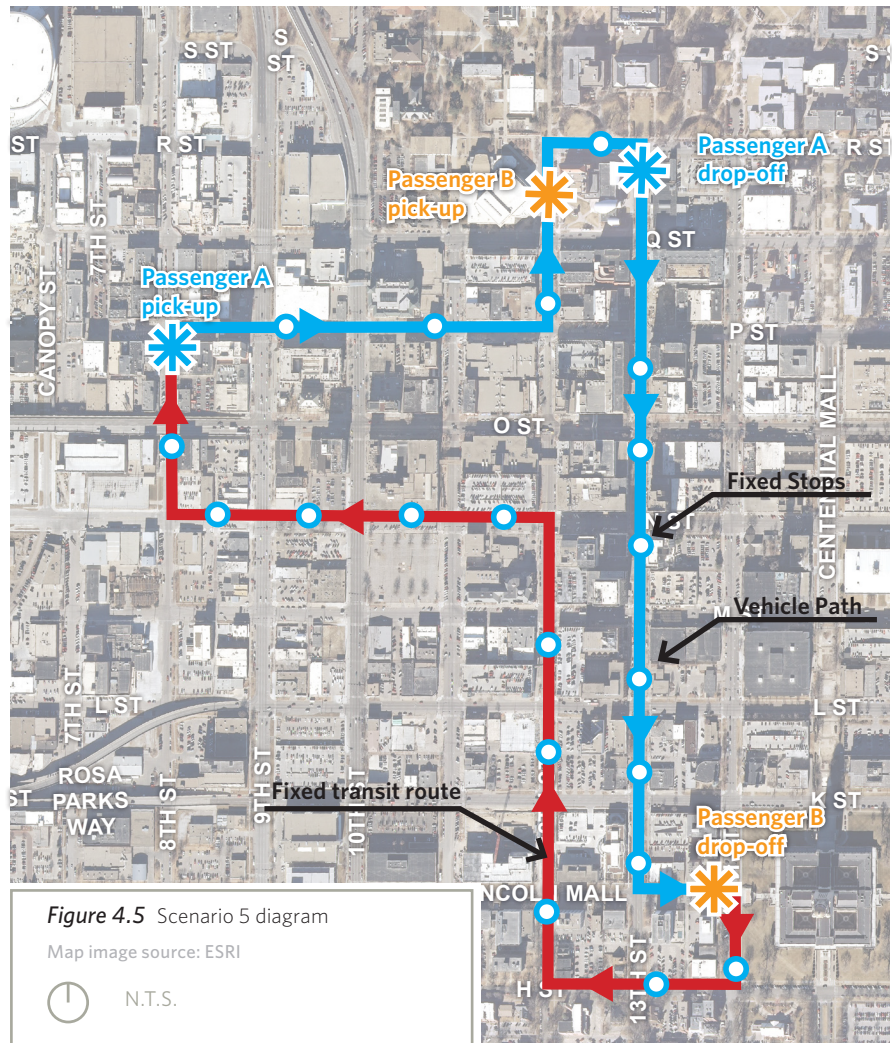 S ST
S
ST
S
ST
R ST
R ST
Passenger A
drop-off
Passenger B
pick-up
7TH ST
Q ST
CANOPY ST
Passenger A
pick-up
P ST
CENTENNIAL MALL
O ST
Fixed Stops
ST
Vehicle Path
M
7TH ST
L ST
L ST
ROSA
PARKS
WAY
ST
8TH ST
9TH ST
10TH ST
Fixed transit route
K ST
Passenger B
drop-off
NCOL
MALL
H ST
13TH ST
Figure 4.5 Scenario 5 diagram
Map image source: ESRI
N.T.S.